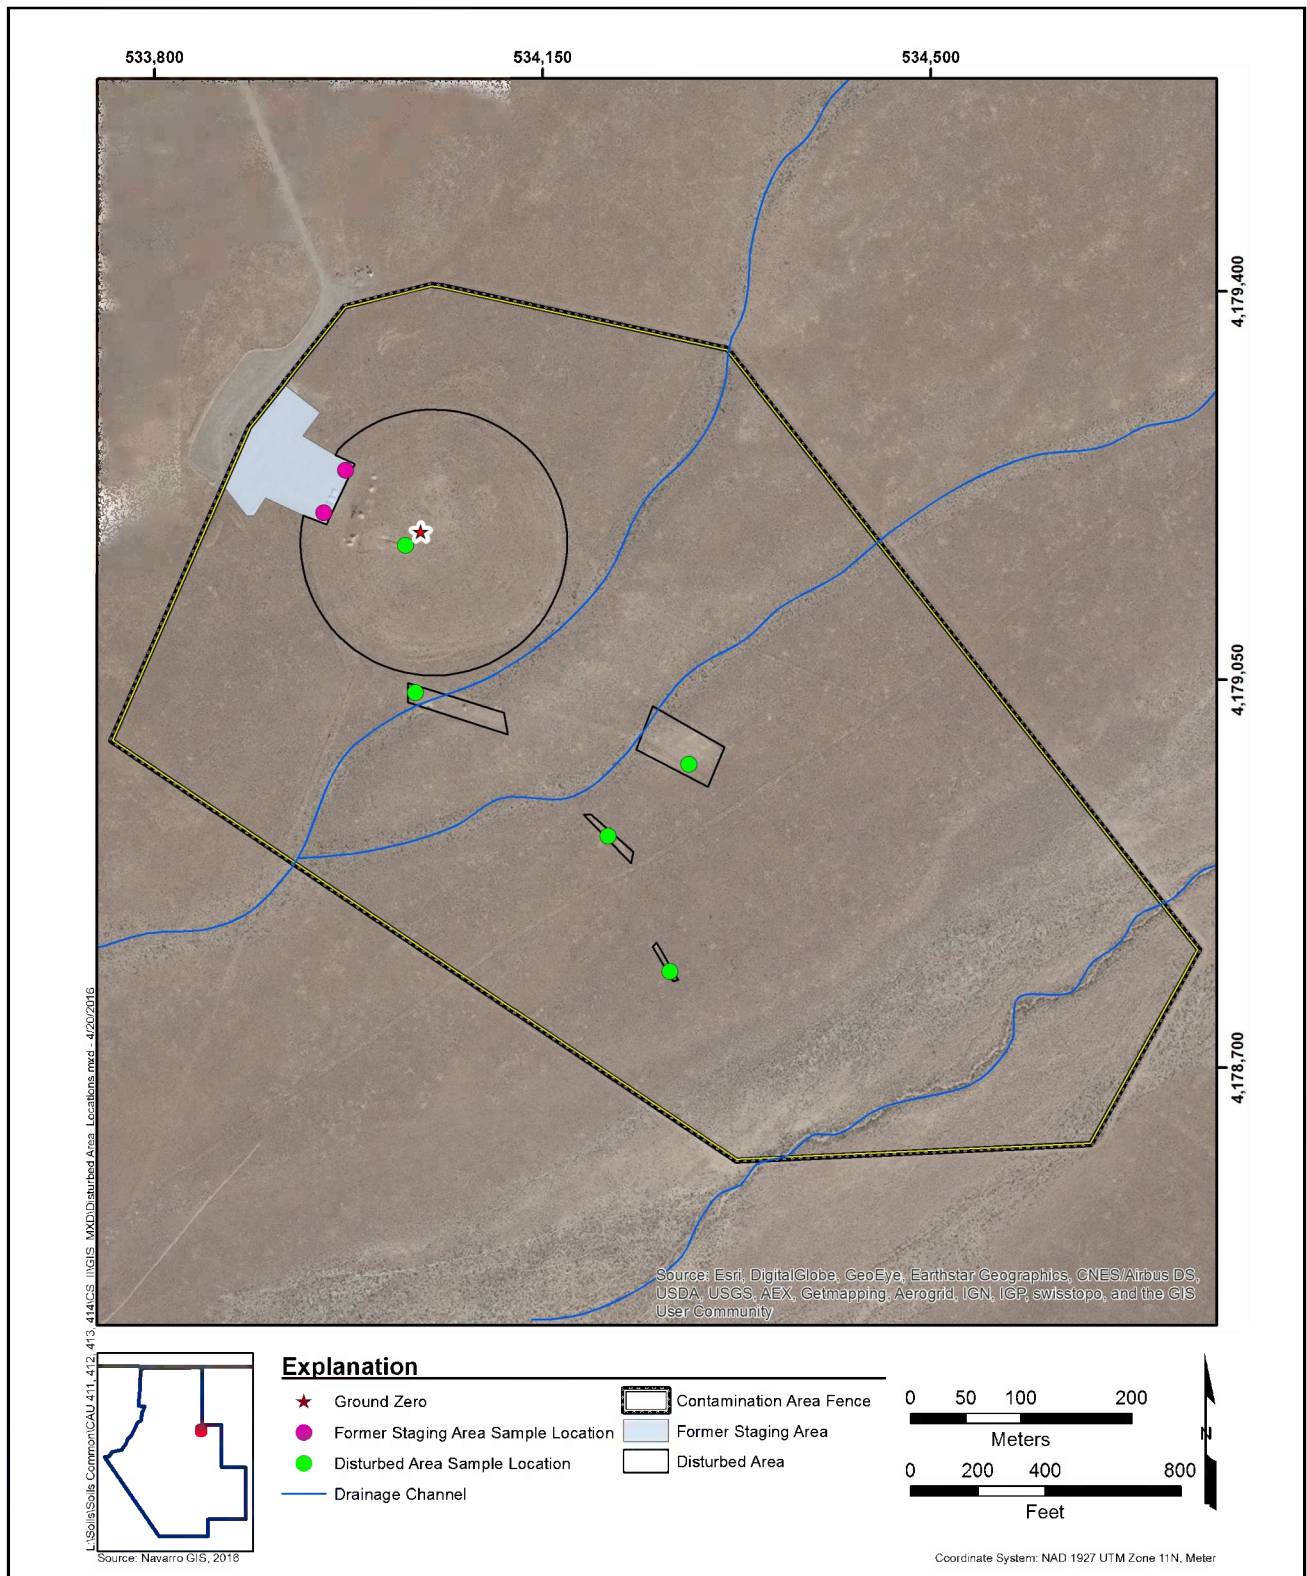 533,800
534,150
534,500
4,179,400
4,179,050
4,178,700
Source: Esri, DigitalGlobe, GeoEye, Earthstar Geographics, CNES/Airbus DS,
USDA, USGS, AEX, Getmapping, Aerogrid, IGN, IGP, swisstopo, and the GIS
User Community
L:\Soils\Soils Common\CAU 411, 412, 413, 414\CS II\GIS MXD\Disturbed Area Locations mxd - 4/20/2016
Source: Navarro GIS, 2016
Explanation
Ground Zero
Former Staging Area Sample Location
Disturbed Area Sample Location
Drainage Channel
Contamination Area Fence
Former Staging Area
Disturbed Area
0 50 100 200
Meters
0 200 400 800
Feet
N
Coordinate System: NAD 1927 UTM Zone 11N, Meter